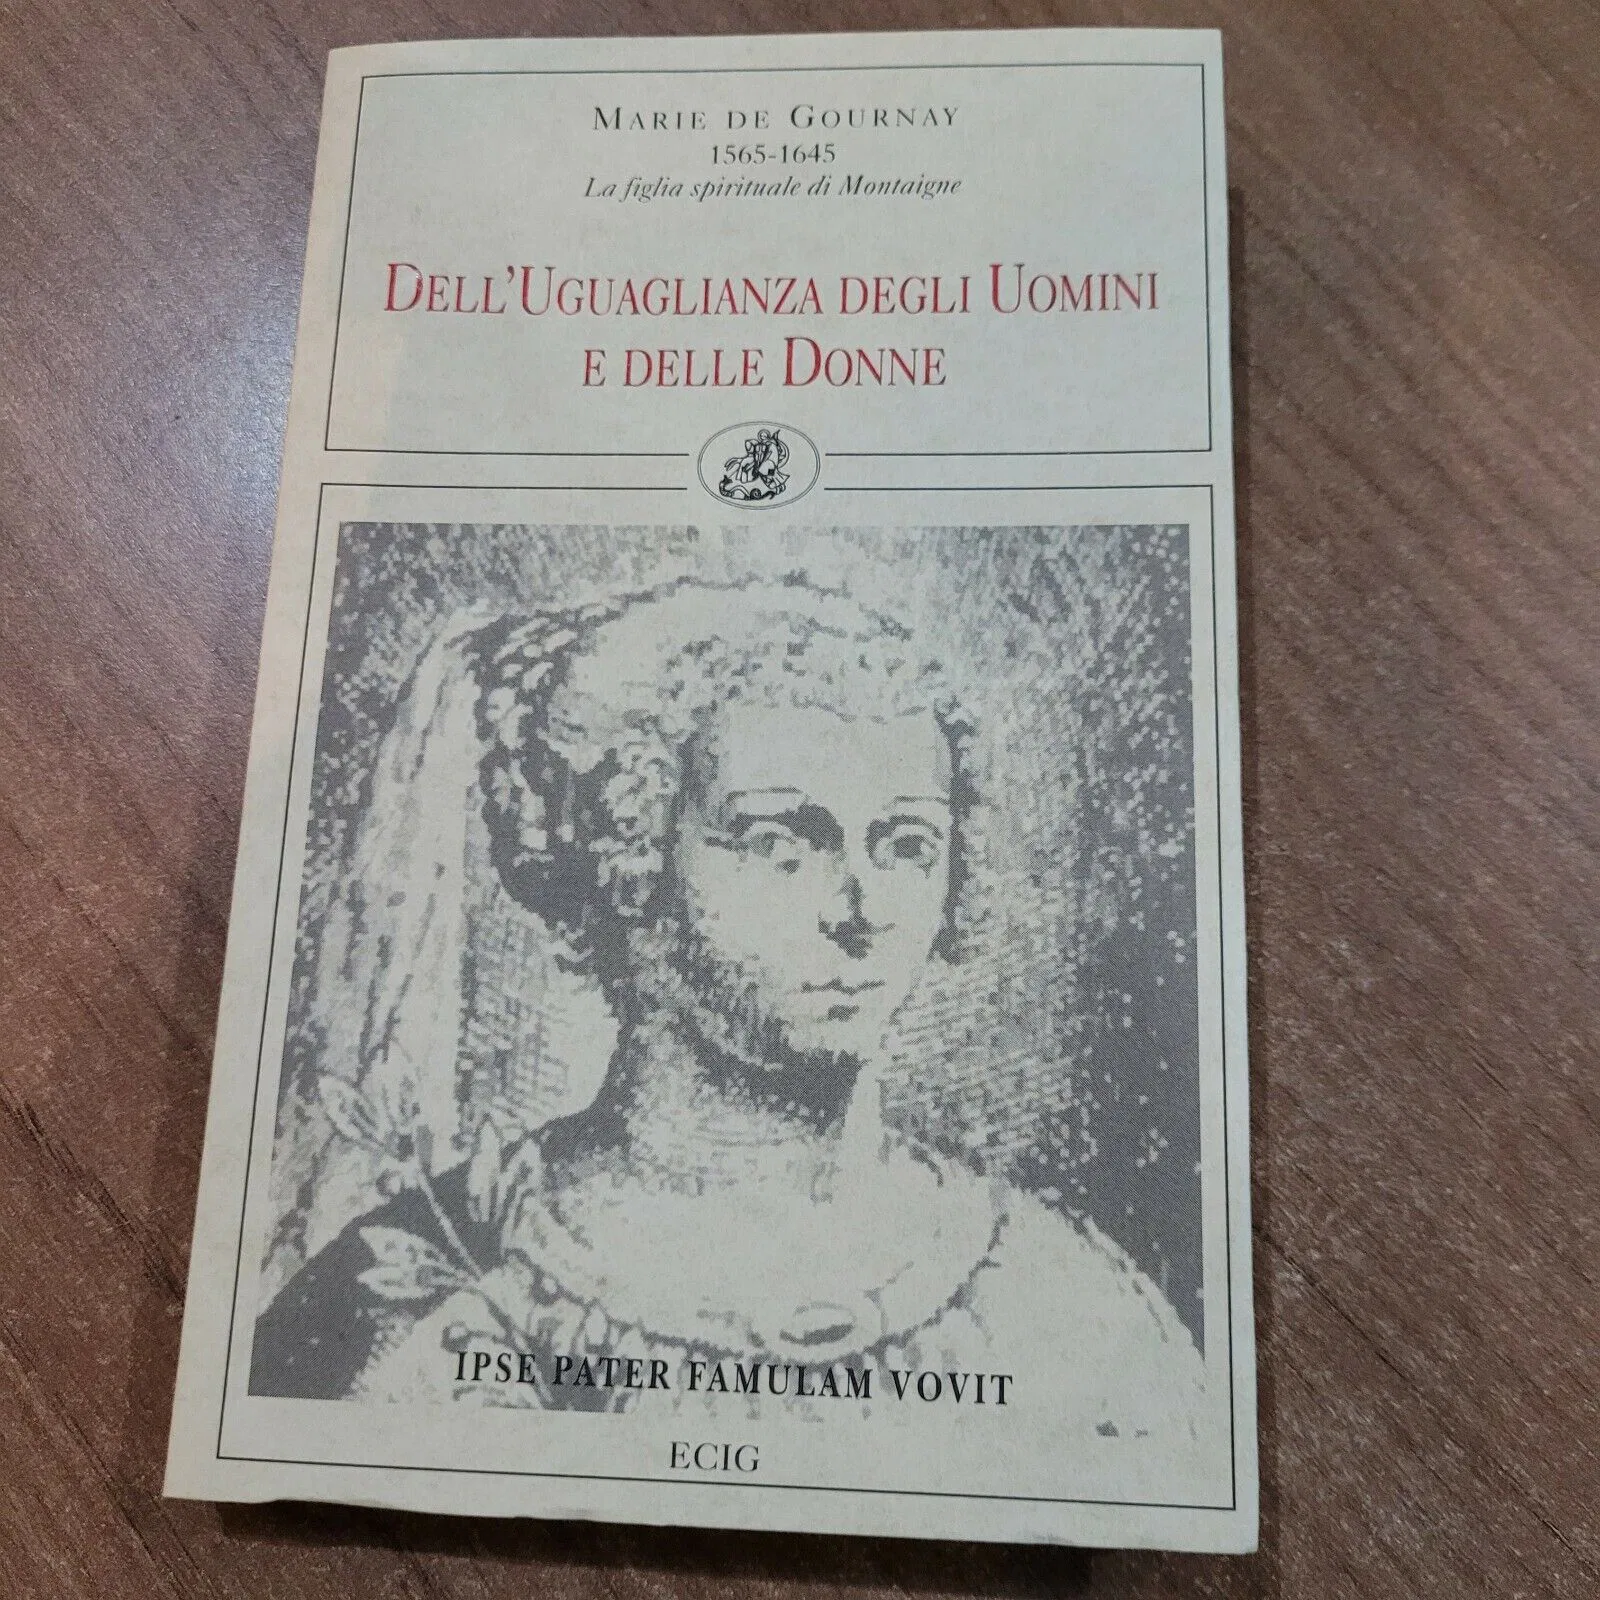 MARIE DE GOURNAY
1565-1645
La figlia spirituale di Montaigne
DELL'UGUAGLIANZA DEGLI UOMINI
E DELLE DONNE
IPSE PATER FAMULAM VOVIT
ECIG